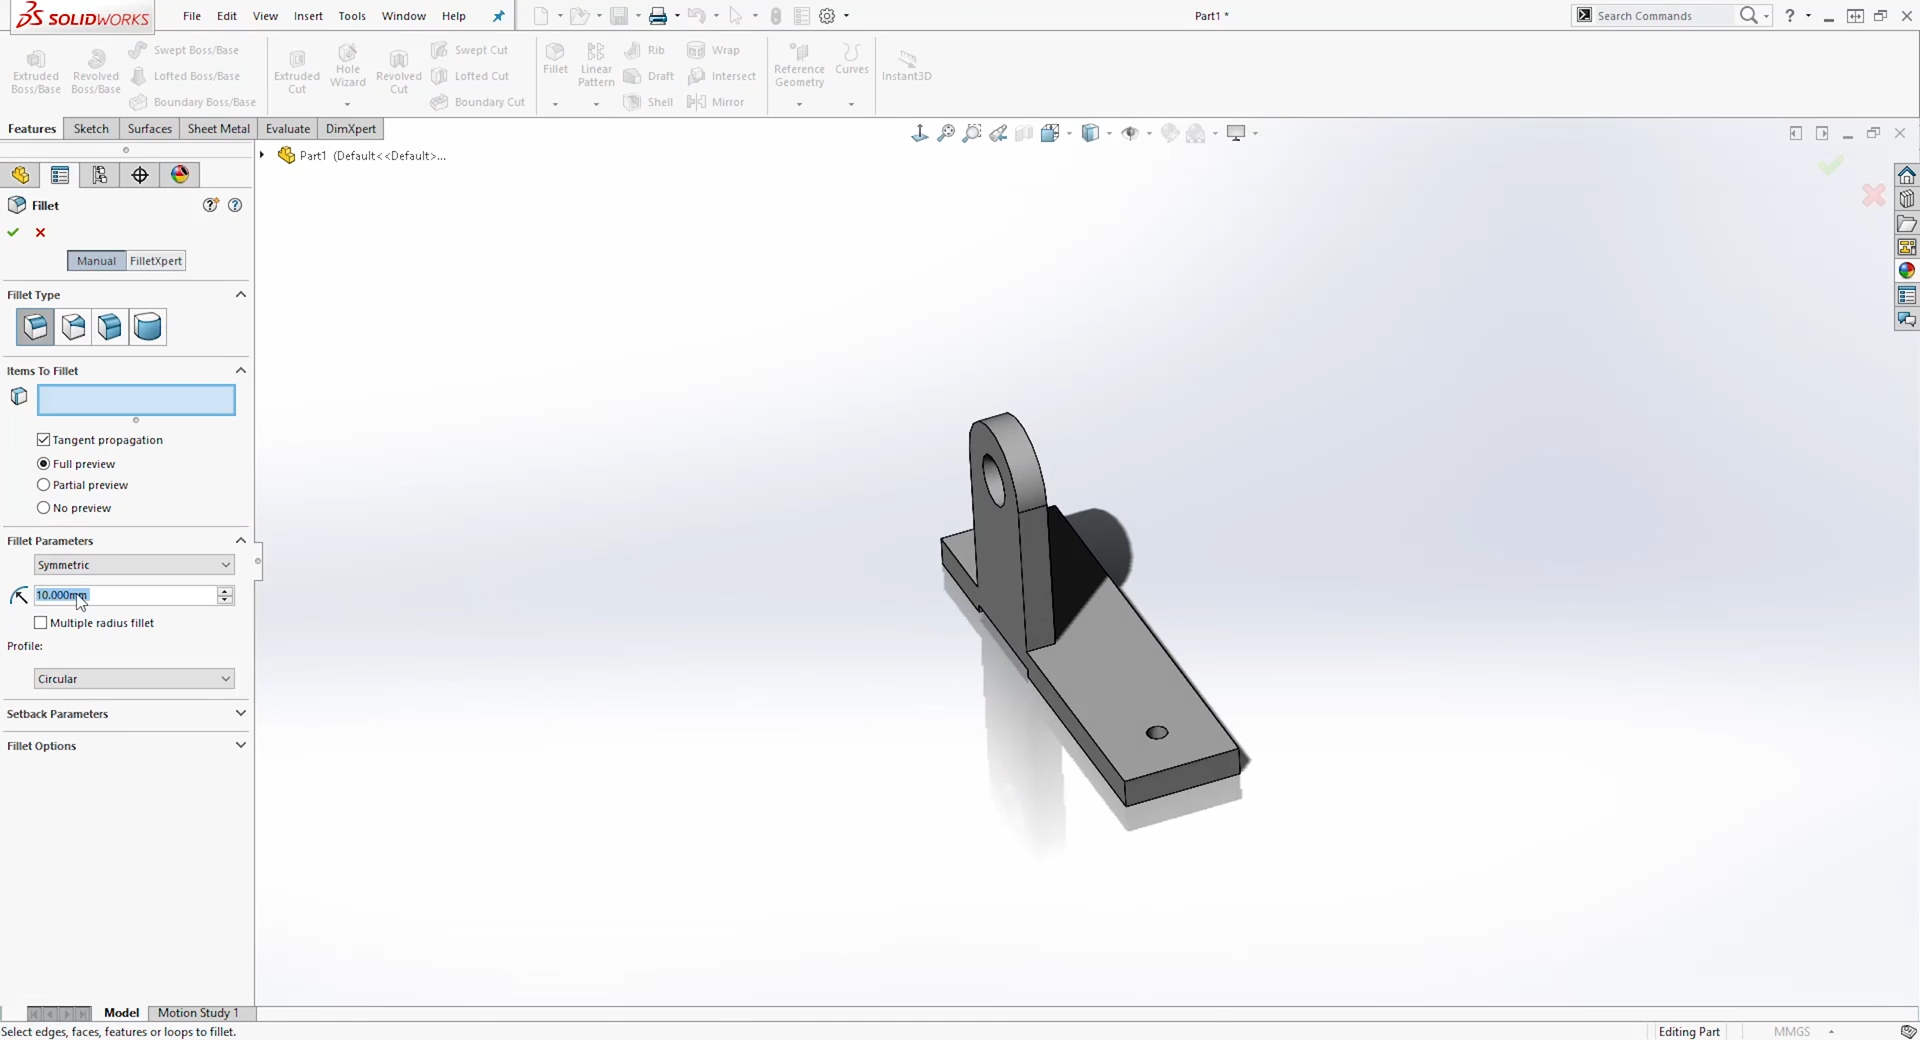 SOLIDWORKS File Edit View Insert Tools Window Help Part1 * Search Commands ?
Extruded Boss/Base
Revolved Boss/Base
Swept Boss/Base
Lofted Boss/Base
Boundary Boss/Base
Extruded Cut
Hole Wizard
Revolved Cut
Swept Cut
Lofted Cut
Boundary Cut
Fillet
Linear Pattern
Rib
Draft
Shell
Wrap
Intersect
Mirror
Reference Geometry
Curves
Instant3D
Features Sketch Surfaces Sheet Metal Evaluate DimXpert
Part1 (Default<<Default>...
Fillet
Manual FilletXpert
Fillet Type
Items To Fillet
Tangent propagation
Full preview
Partial preview
No preview
Fillet Parameters
Symmetric
10.000mm
Multiple radius fillet
Profile:
Circular
Setback Parameters
Fillet Options
Model Motion Study 1
Select edges, faces, features or loops to fillet. Editing Part MMGS